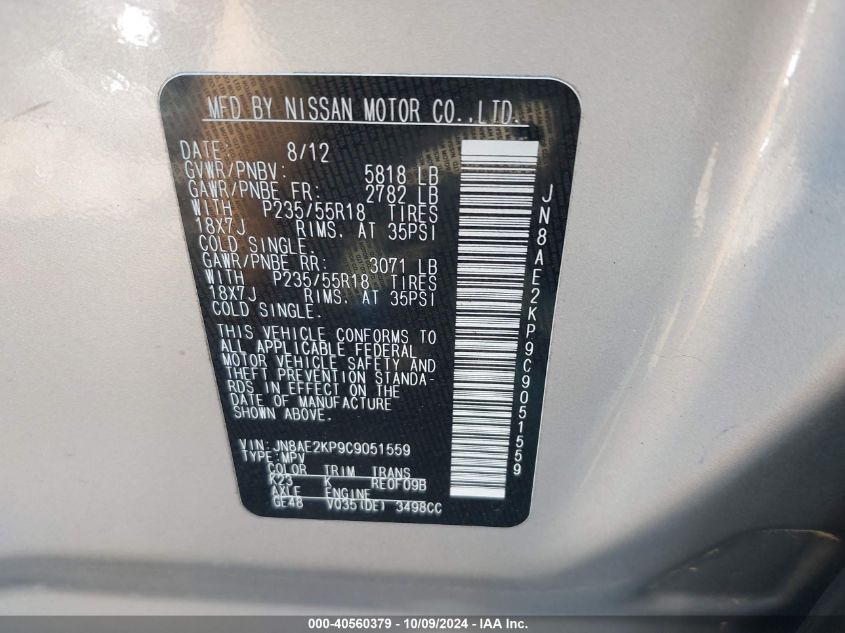 MFD BY NISSAN MOTOR CO.,LTD.
DATE: 8/12
GVWR/PNBV: 5818 LB
GAWR/PNBE FR: 2782 LB
WITH P235/55R18 TIRES
18X7J RIMS. AT 35PSI
COLD SINGLE.
GAWR/PNBE RR: 3071 LB
WITH P235/55R18 TIRES
18X7J RIMS. AT 35PSI
COLD SINGLE.
THIS VEHICLE CONFORMS TO
ALL APPLICABLE FEDERAL
MOTOR VEHICLE SAFETY AND
THEFT PREVENTION STANDA-
RDS IN EFFECT ON THE
DATE OF MANUFACTURE
SHOWN ABOVE.
VIN: JN8AE2KP9C9051559
TYPE: MPV
COLOR TRIM TRANS
K23 K RE0F09B
AXLE ENGINE
GE48 VQ35(DE) 3498CC
JN8AE2KP9C9051559
000-40560379 - 10/09/2024 - IAA Inc.